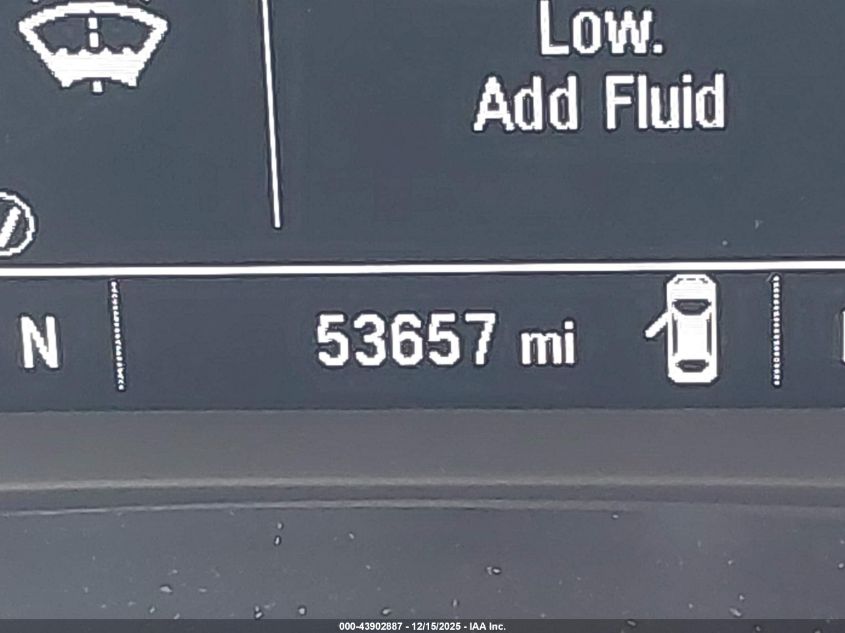 Low.
Add Fluid
N
53657 mi
000-43902887 - 12/15/2025 - IAA Inc.